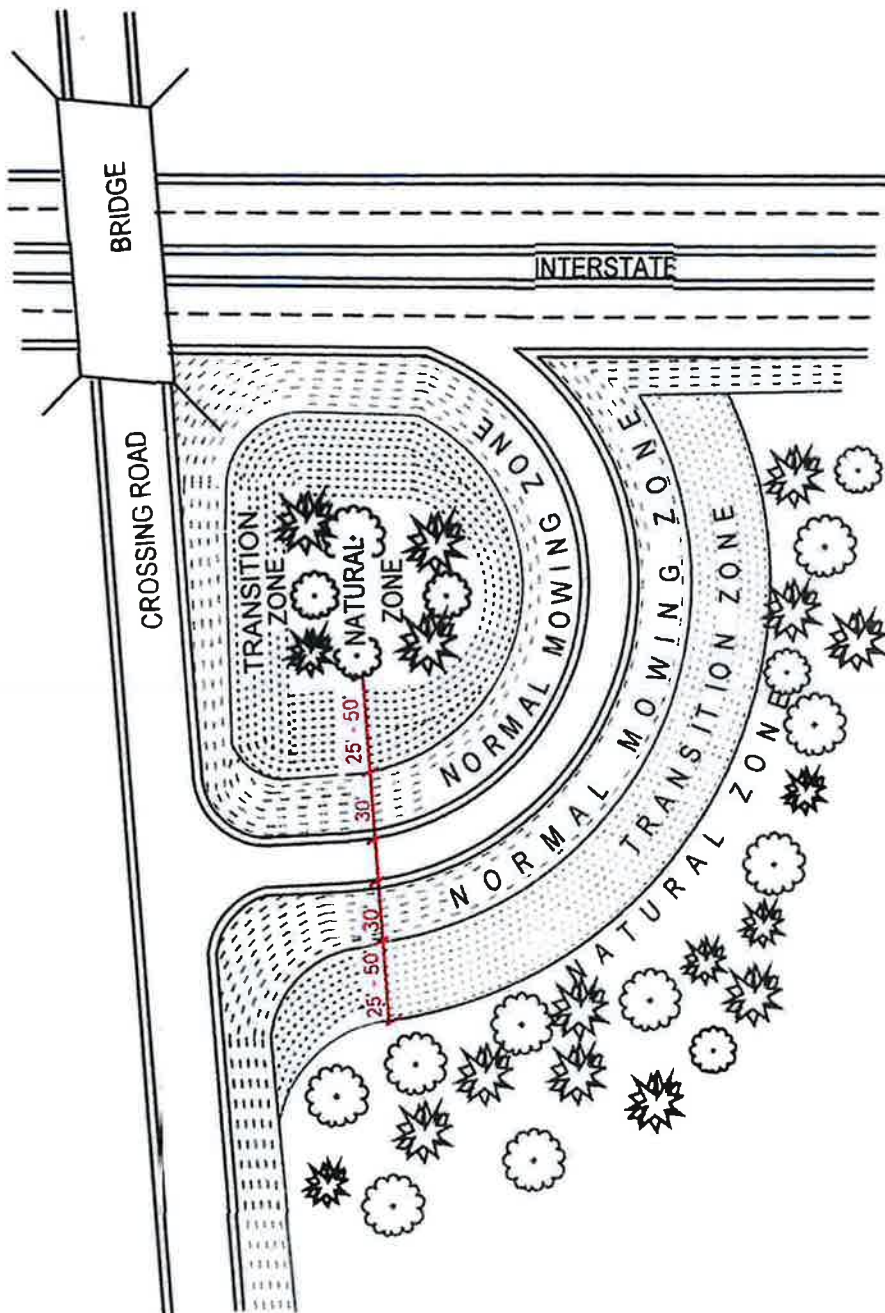 BRIDGE
INTERSTATE
CROSSING ROAD
TRANSITION
ZONE
NATURAL
ZONE
NORMAL MOWING ZONE
NORMAL MOWING ZONE
TRANSITION ZONE
NATURAL ZONE
25' - 50'
30'
30'
25' - 50'